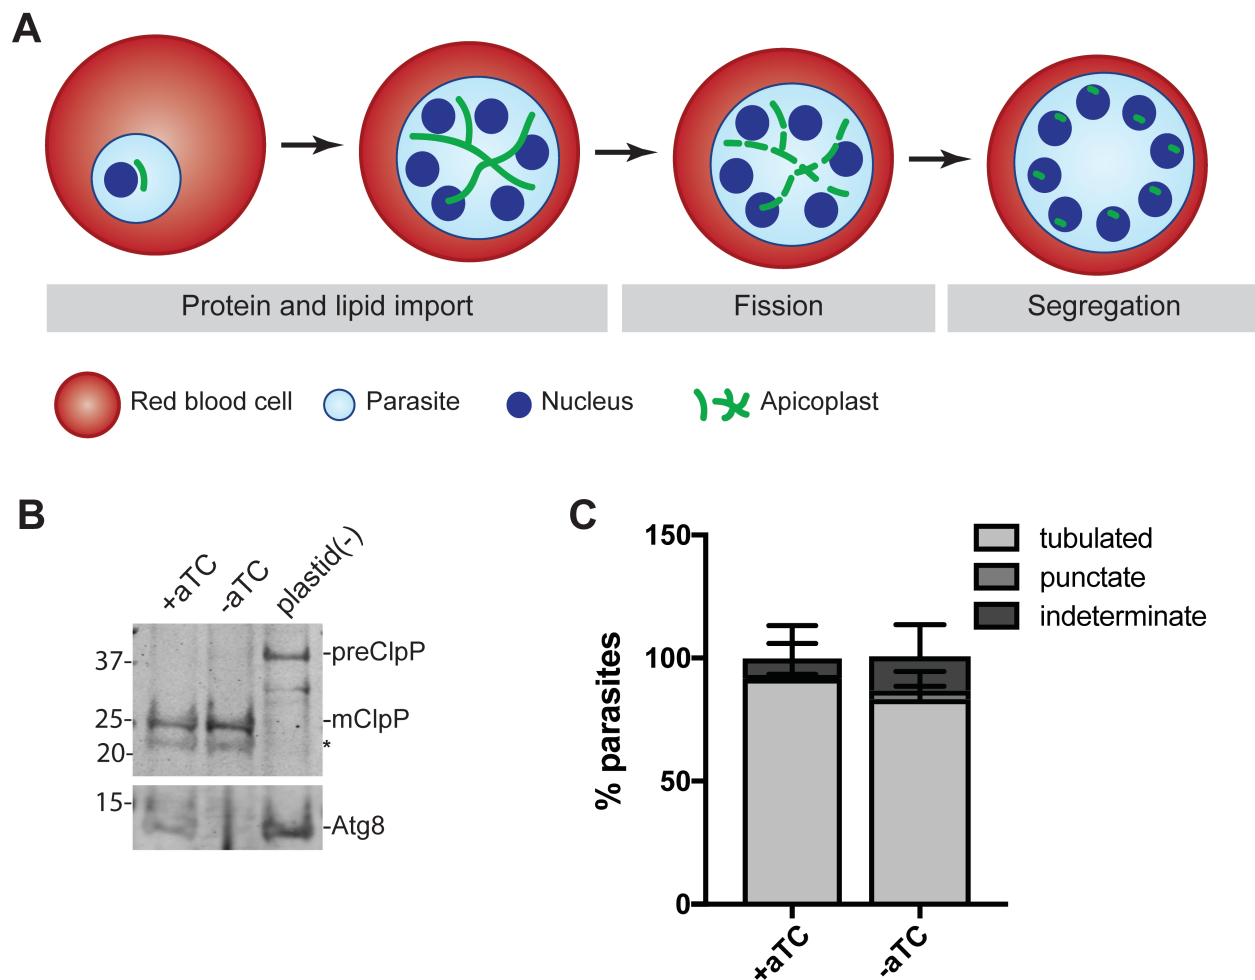 A
Protein and lipid import
Fission
Segregation
Red blood cell
Parasite
Nucleus
Apicoplast
B
+aTC
-aTC
plastid(-)
37-
-preClpP
25-
-mClpP
20-
*
15-
-Atg8
C
150
100
50
0
% parasites
+aTC
-aTC
tubulated
punctate
indeterminate